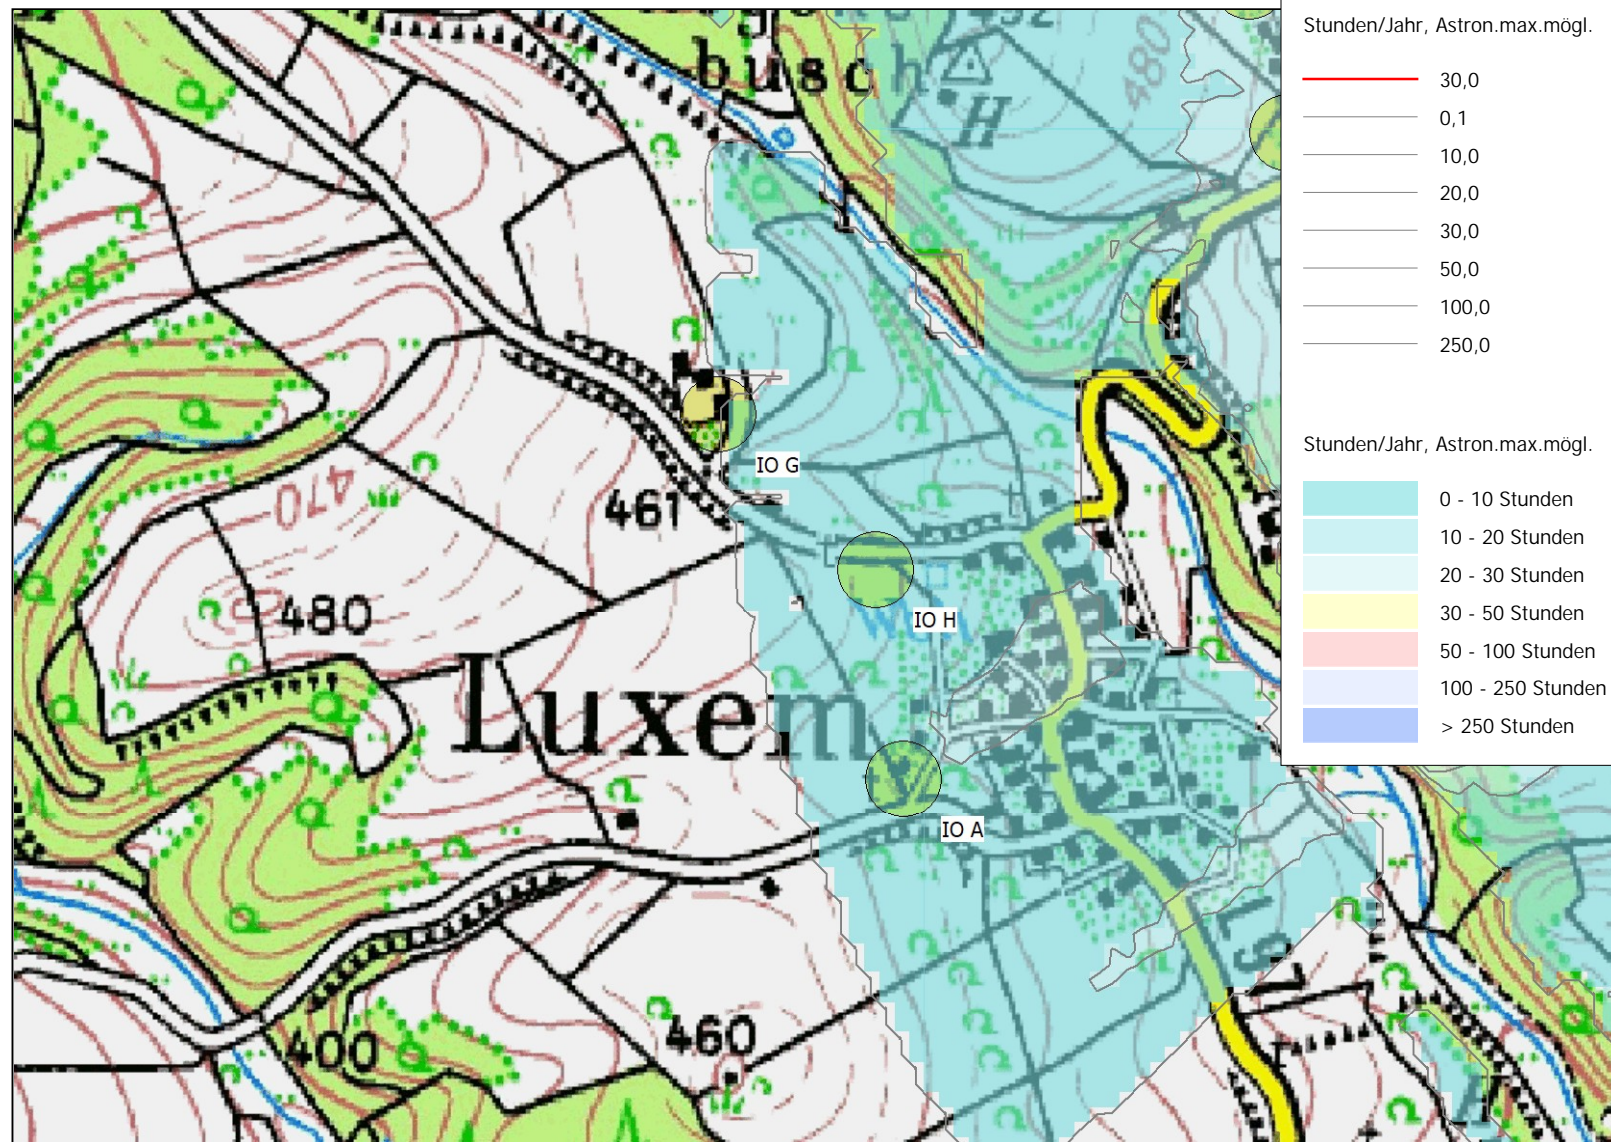 busch
H
480
IO G
461
470
480
IO H
Luxem
IO A
400
460
Stunden/Jahr, Astron.max.mögl.
30,0
0,1
10,0
20,0
30,0
50,0
100,0
250,0
Stunden/Jahr, Astron.max.mögl.
0 - 10 Stunden
10 - 20 Stunden
20 - 30 Stunden
30 - 50 Stunden
50 - 100 Stunden
100 - 250 Stunden
> 250 Stunden